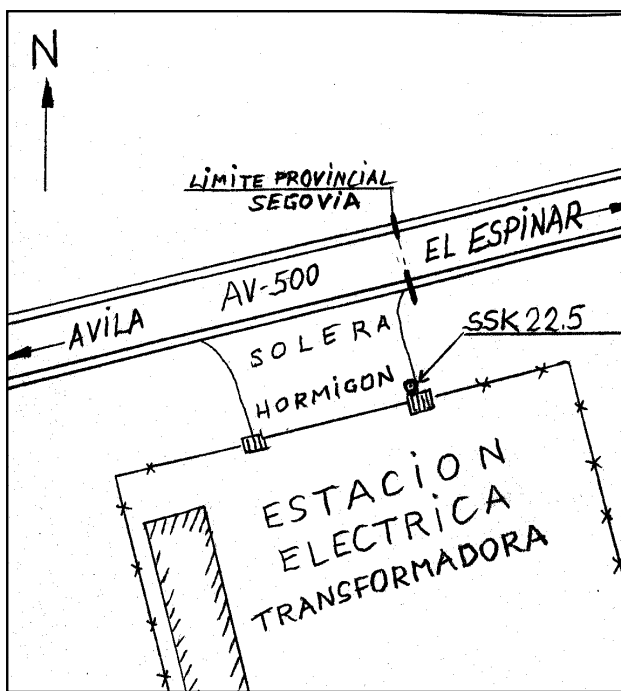 N
LIMITE PROVINCIAL
SEGOVIA
EL ESPINAR
AV-500
AVILA
SSK 22.5
SOLERA
HORMIGON
ESTACION
ELECTRICA
TRANSFORMADORA